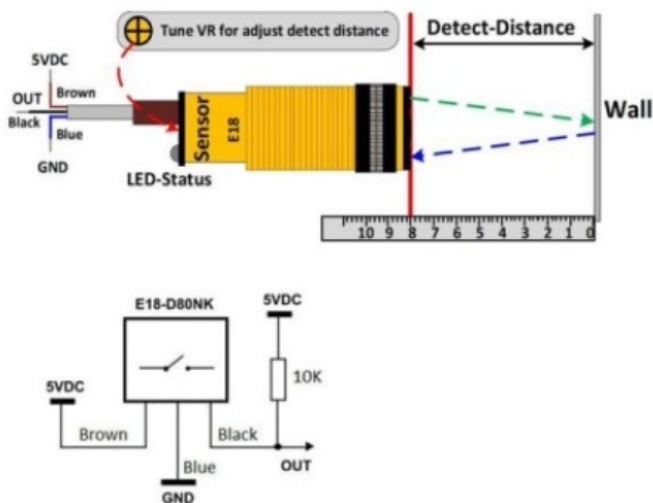 Tune VR for adjust detect distance
Detect-Distance
5VDC
Brown
OUT
Black
Blue
GND
Sensor
E18
LED-Status
Wall
10 9 8 7 6 5 4 3 2 1 0
E18-D80NK
5VDC
10K
5VDC
Brown
Black
Blue
OUT
GND